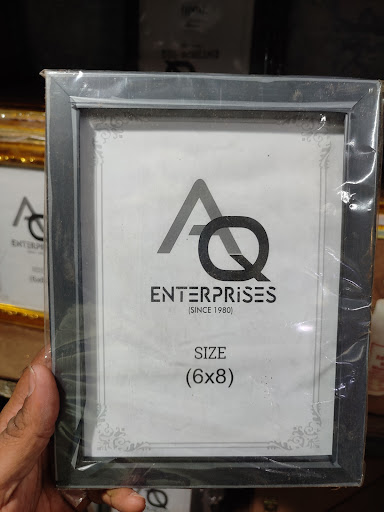 AQ
ENTERPRiSES
(SINCE 1980)
SIZE
(6x8)